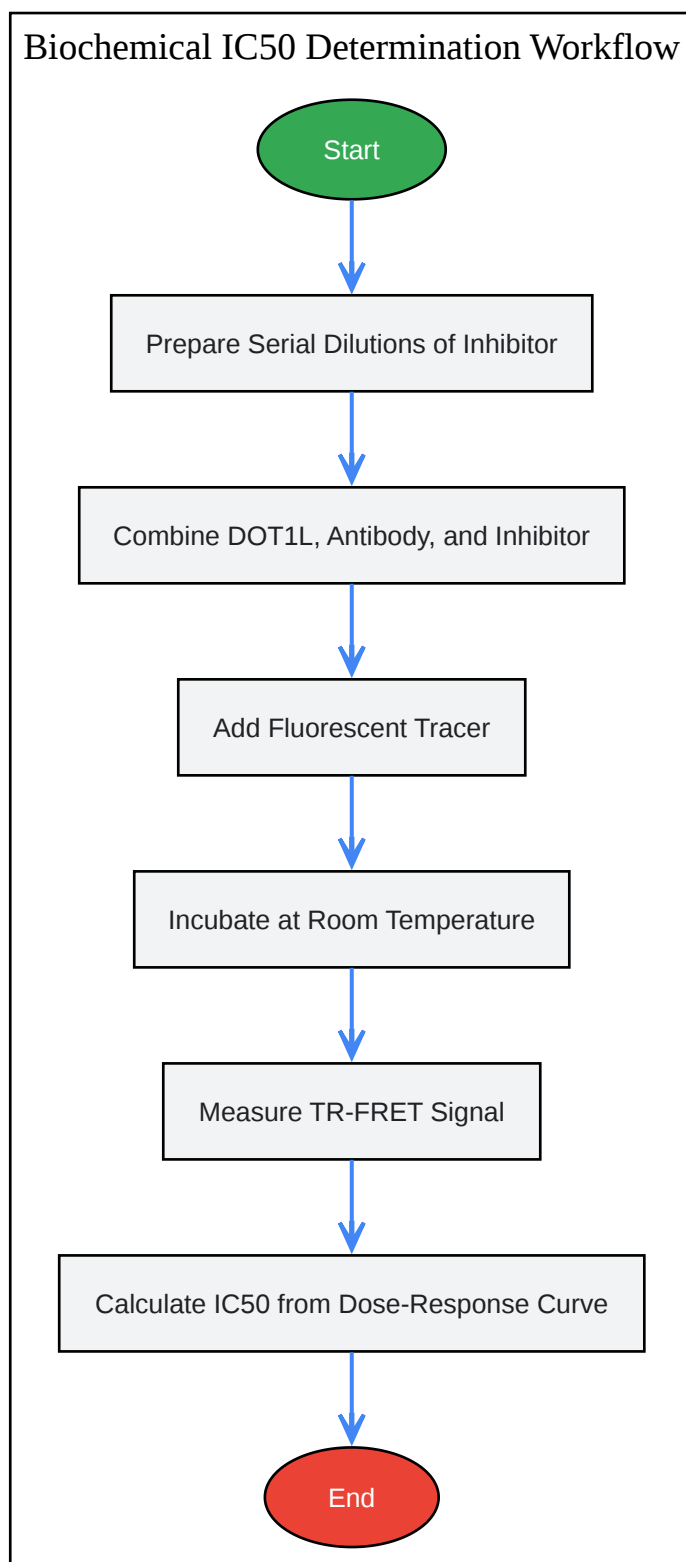 Biochemical IC50 Determination Workflow
Start
Prepare Serial Dilutions of Inhibitor
Combine DOT1L, Antibody, and Inhibitor
Add Fluorescent Tracer
Incubate at Room Temperature
Measure TR-FRET Signal
Calculate IC50 from Dose-Response Curve
End